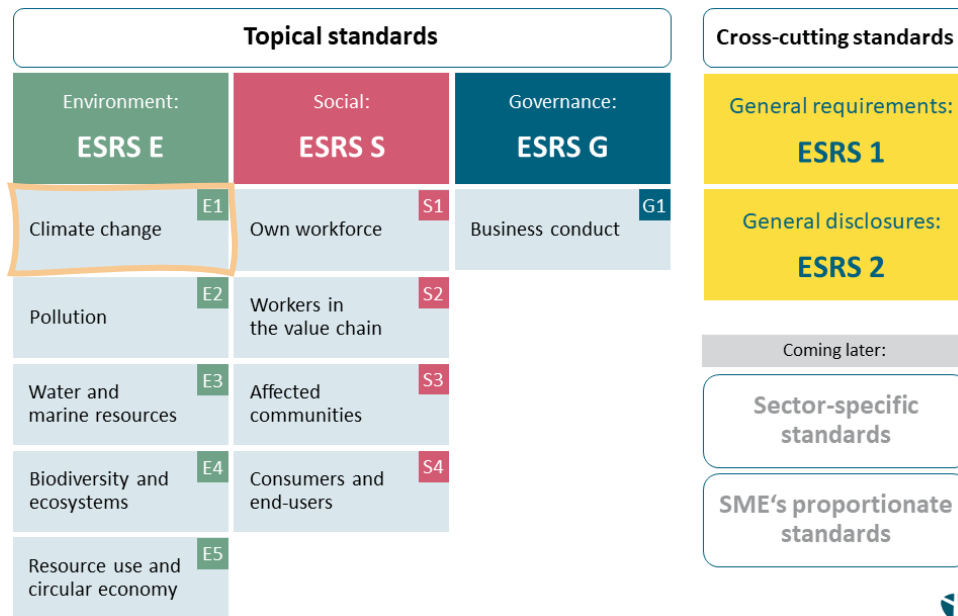 Topical standards
Cross-cutting standards
Environment:
ESRS E
Social:
ESRS S
Governance:
ESRS G
General requirements:
ESRS 1
E1
Climate change
S1
Own workforce
G1
Business conduct
General disclosures:
ESRS 2
E2
Pollution
S2
Workers in
the value chain
Coming later:
E3
Water and
marine resources
S3
Affected
communities
Sector-specific
standards
E4
Biodiversity and
ecosystems
S4
Consumers and
end-users
SME‘s proportionate
standards
E5
Resource use and
circular economy